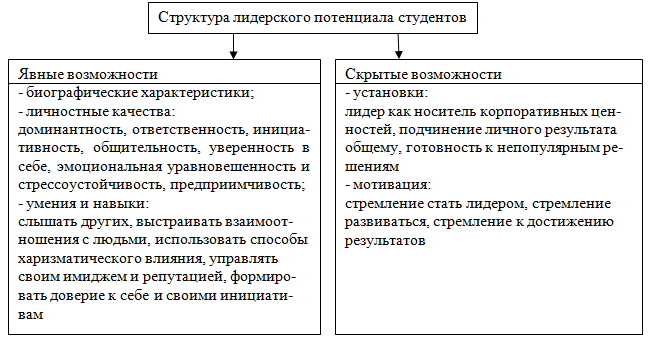 Структура лидерского потенциала студентов
Явные возможности
- биографические характеристики;
- личностные качества:
доминантность, ответственность, инициа-
тивность, общительность, уверенность в
себе, эмоциональная уравновешенность и
стрессоустойчивость, предприимчивость;
- умения и навыки:
слышать других, выстраивать взаимоот-
ношения с людьми, использовать способы
харизматического влияния, управлять
своим имиджем и репутацией, формиро-
вать доверие к себе и своими инициати-
вам
Скрытые возможности
- установки:
лидер как носитель корпоративных цен-
ностей, подчинение личного результата
общему, готовность к непопулярным ре-
шениям
- мотивация:
стремление стать лидером, стремление
развиваться, стремление к достижению
результатов